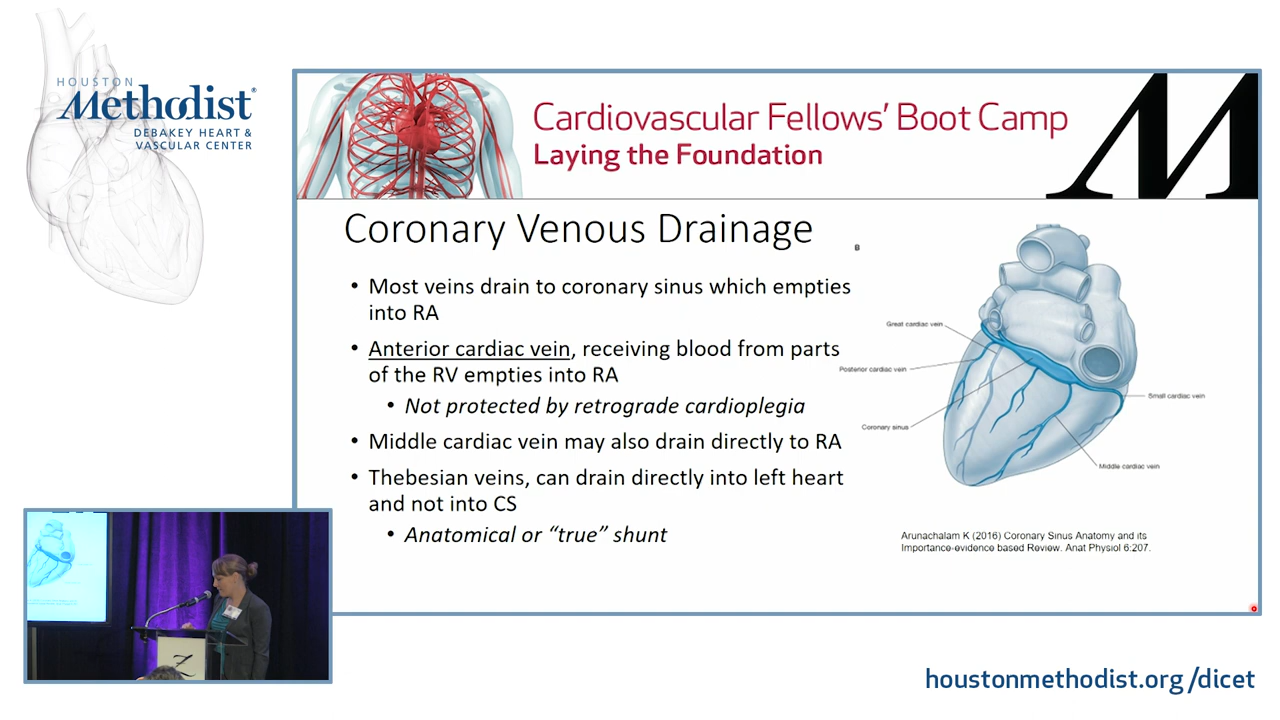 HOUSTON
Methodist®
DEBAKEY HEART &
VASCULAR CENTER
Cardiovascular Fellows' Boot Camp
Laying the Foundation
M
Coronary Venous Drainage
• Most veins drain to coronary sinus which empties
into RA
• Anterior cardiac vein, receiving blood from parts
of the RV empties into RA
• Not protected by retrograde cardioplegia
• Middle cardiac vein may also drain directly to RA
• Thebesian veins, can drain directly into left heart
and not into CS
• Anatomical or “true” shunt
B
Great cardiac vein
Posterior cardiac vein
Coronary sinus
Small cardiac vein
Middle cardiac vein
Arunachalam K (2016) Coronary Sinus Anatomy and its
Importance-evidence based Review. Anat Physiol 6:207.
Z
houstonmethodist.org/dicet